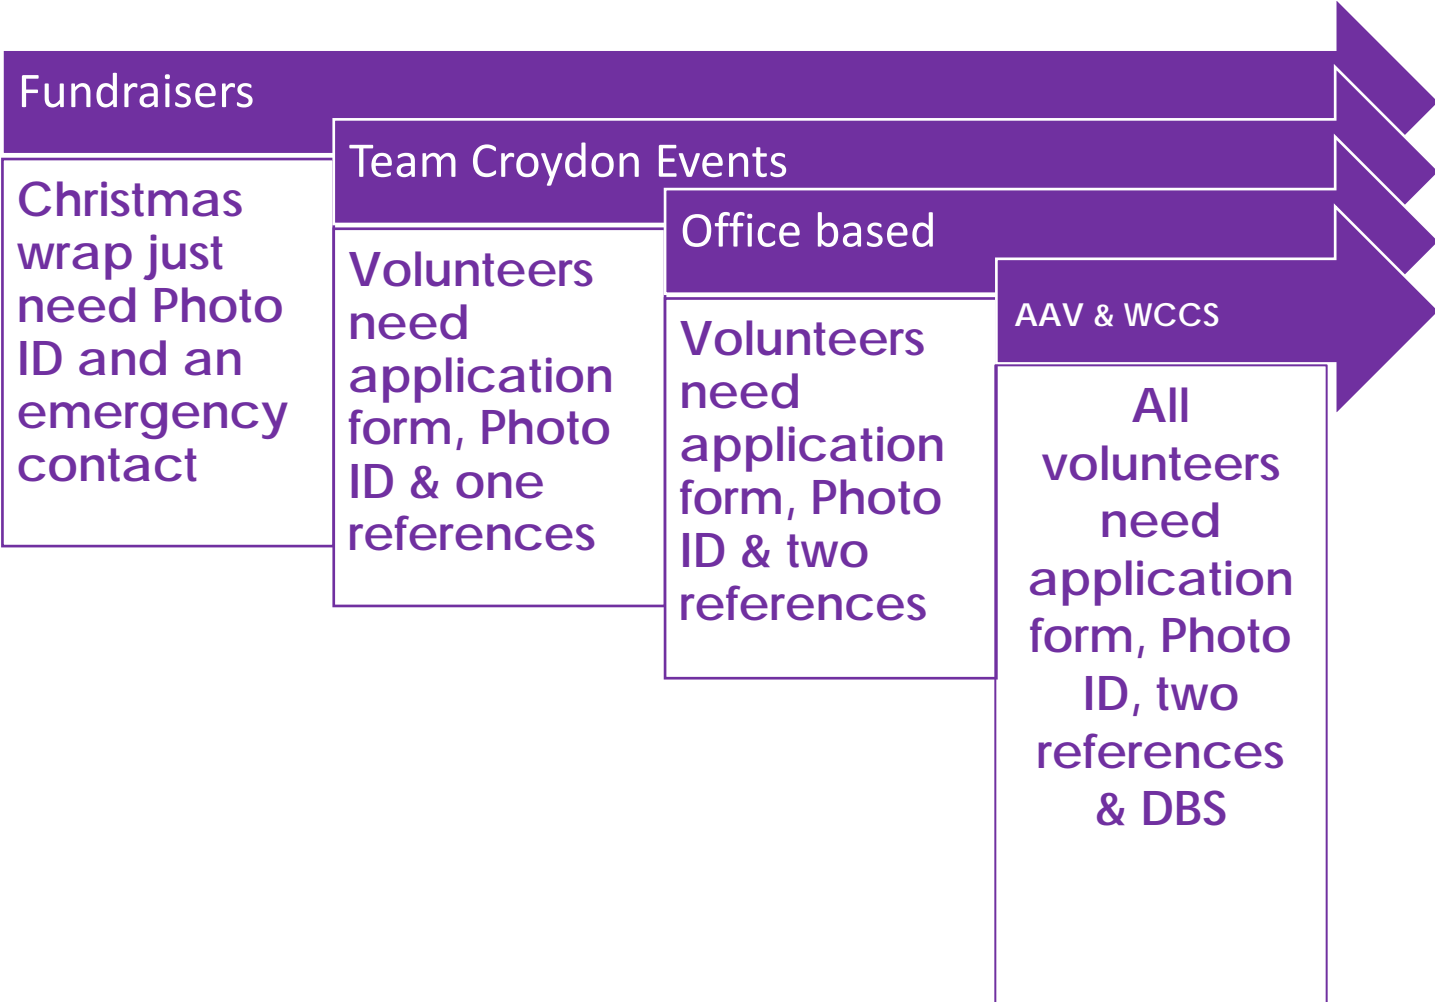 Fundraisers
Christmas
wrap just
need Photo
ID and an
emergency
contact
Team Croydon Events
Volunteers
need
application
form, Photo
ID & one
references
Office based
Volunteers
need
application
form, Photo
ID & two
references
AAV & WCCS
All
volunteers
need
application
form, Photo
ID, two
references
& DBS